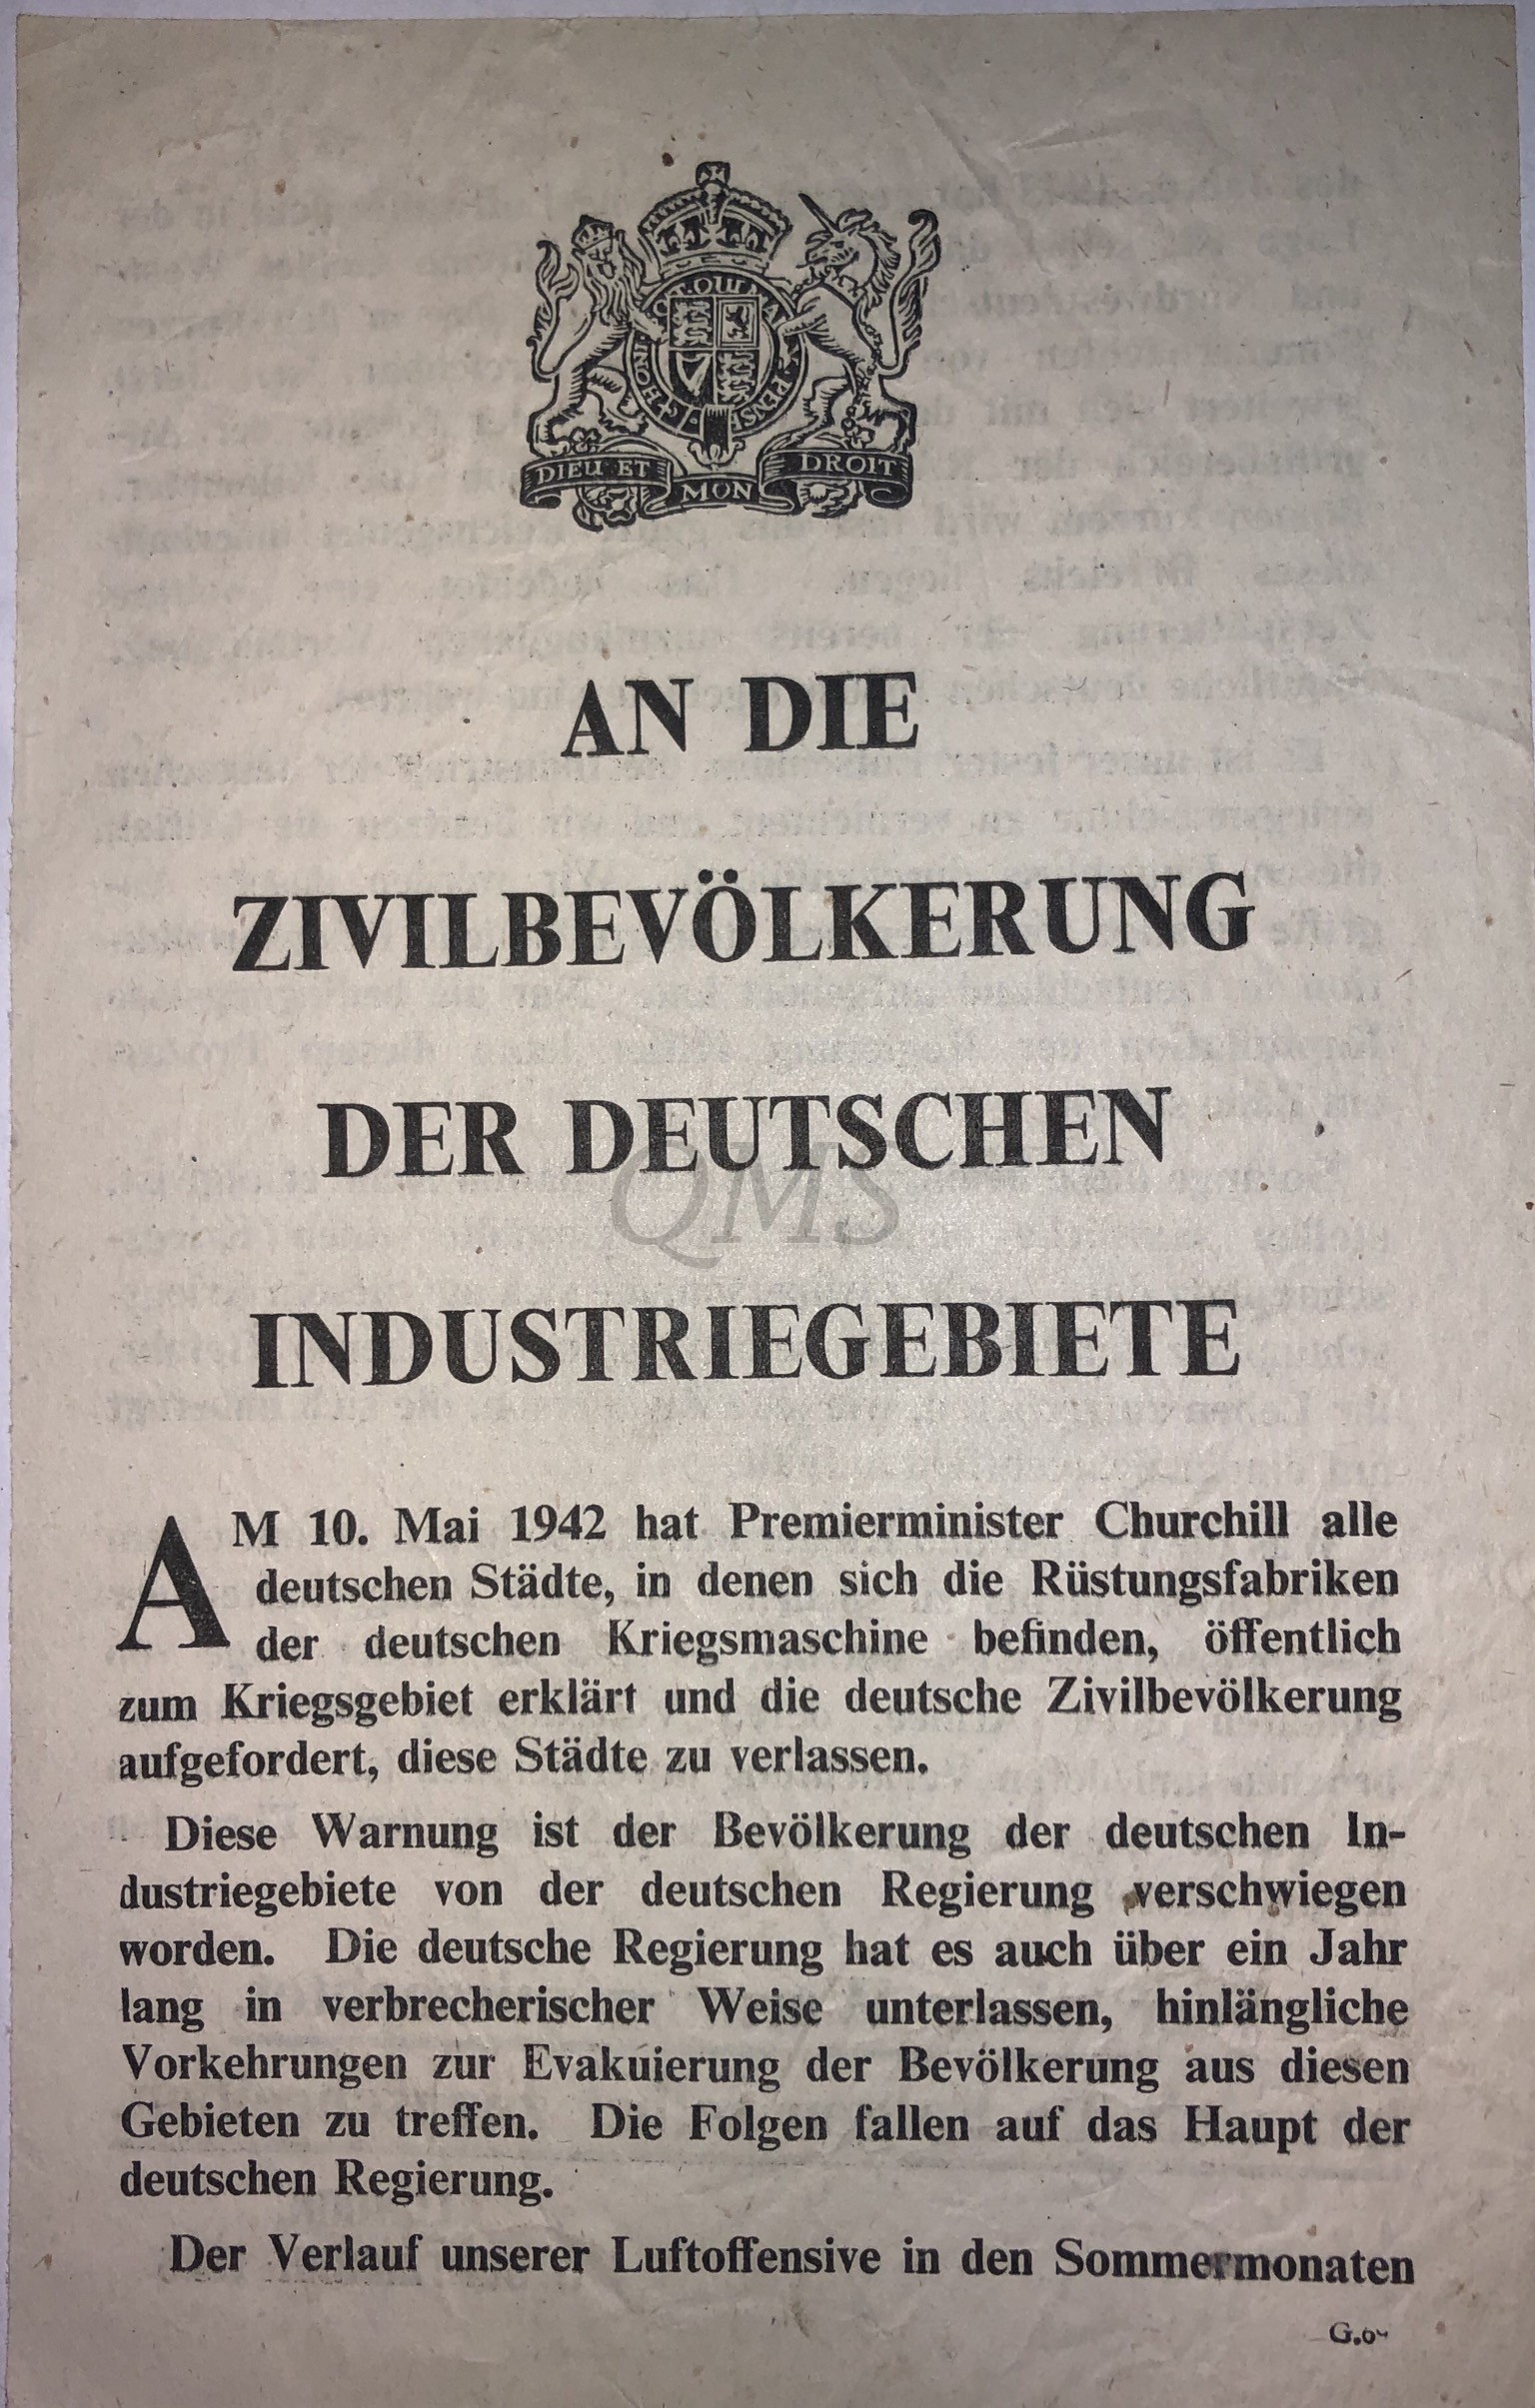 DIEU ET MON DROIT
AN DIE
ZIVILBEVÖLKERUNG
DER DEUTSCHEN
QMS
INDUSTRIEGEBIETE
AM 10. Mai 1942 hat Premierminister Churchill alle
deutschen Städte, in denen sich die Rüstungsfabriken
der deutschen Kriegsmaschine befinden, öffentlich
zum Kriegsgebiet erklärt und die deutsche Zivilbevölkerung
aufgefordert, diese Städte zu verlassen.
Diese Warnung ist der Bevölkerung der deutschen In-
dustriegebiete von der deutschen Regierung verschwiegen
worden. Die deutsche Regierung hat es auch über ein Jahr
lang in verbrecherischer Weise unterlassen, hinlängliche
Vorkehrungen zur Evakuierung der Bevölkerung aus diesen
Gebieten zu treffen. Die Folgen fallen auf das Haupt der
deutschen Regierung.
Der Verlauf unserer Luftoffensive in den Sommermonaten